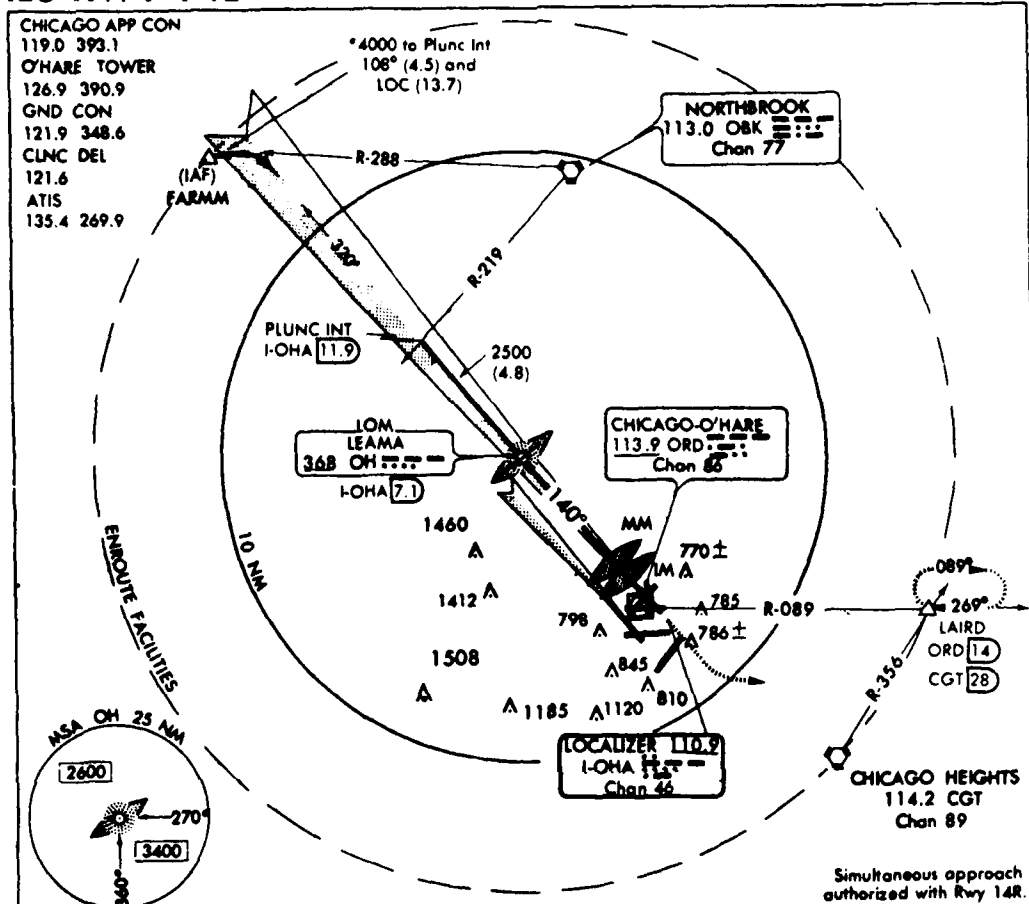 CHICAGO APP CON
119.0 393.1
O'HARE TOWER
126.9 390.9
GND CON
121.9 348.6
CLNC DEL
121.6
ATIS
135.4 269.9
*4000 to Plunc Int
108° (4.5) and
LOC (13.7)
NORTHBROOK
113.0 OBK
Chan 77
R-288
(IAF)
FARMM
320°
R-219
PLUNC INT
I-OHA 11.9
2500
(4.8)
LOM
LEAMA
368 OH
I-OHA 7.1
CHICAGO-O'HARE
113.9 ORD
Chan 86
140°
MM
IM
770±
1460
1412
785
R-089
798
786±
089°
269°
LAIRD
ORD 14
CGT 28
10 NM
ENROUTE FACILITIES
1508
845
810
1185
1120
R-356
LOCALIZER 110.9
I-OHA
Chan 46
CHICAGO HEIGHTS
114.2 CGT
Chan 89
MSA OH 25 NM
2600
270°
3400
Simultaneous approach
authorized with Rwy 14R.